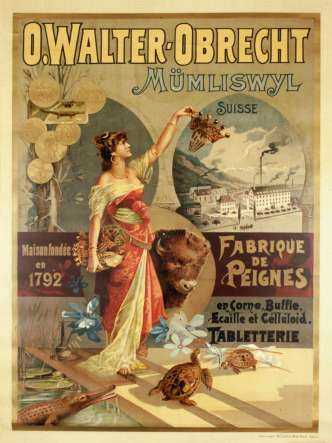 O. WALTER-OBRECHT
MÜMLISWYL
SUISSE
Maison fondée
en
1792
FABRIQUE
DE
PEIGNES
en Corne, Buffle,
Ecaille et Celluloid.
TABLETTERIE